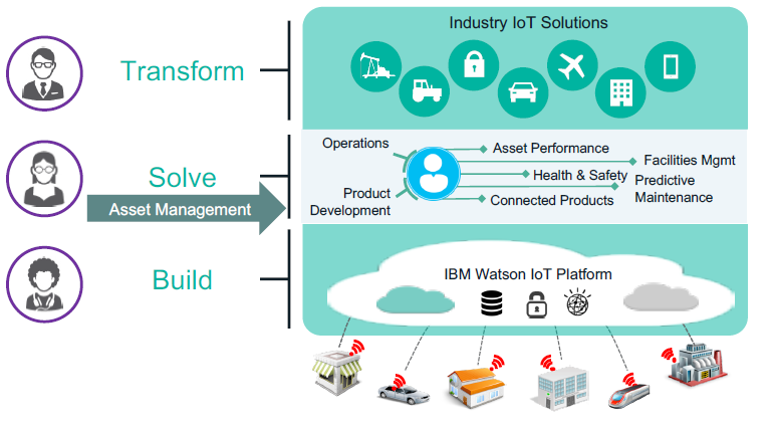 Industry IoT Solutions
Transform
Operations
Asset Performance
Facilities Mgmt
Solve
Health & Safety
Predictive
Maintenance
Product
Development
Connected Products
Asset Management
Build
IBM Watson IoT Platform